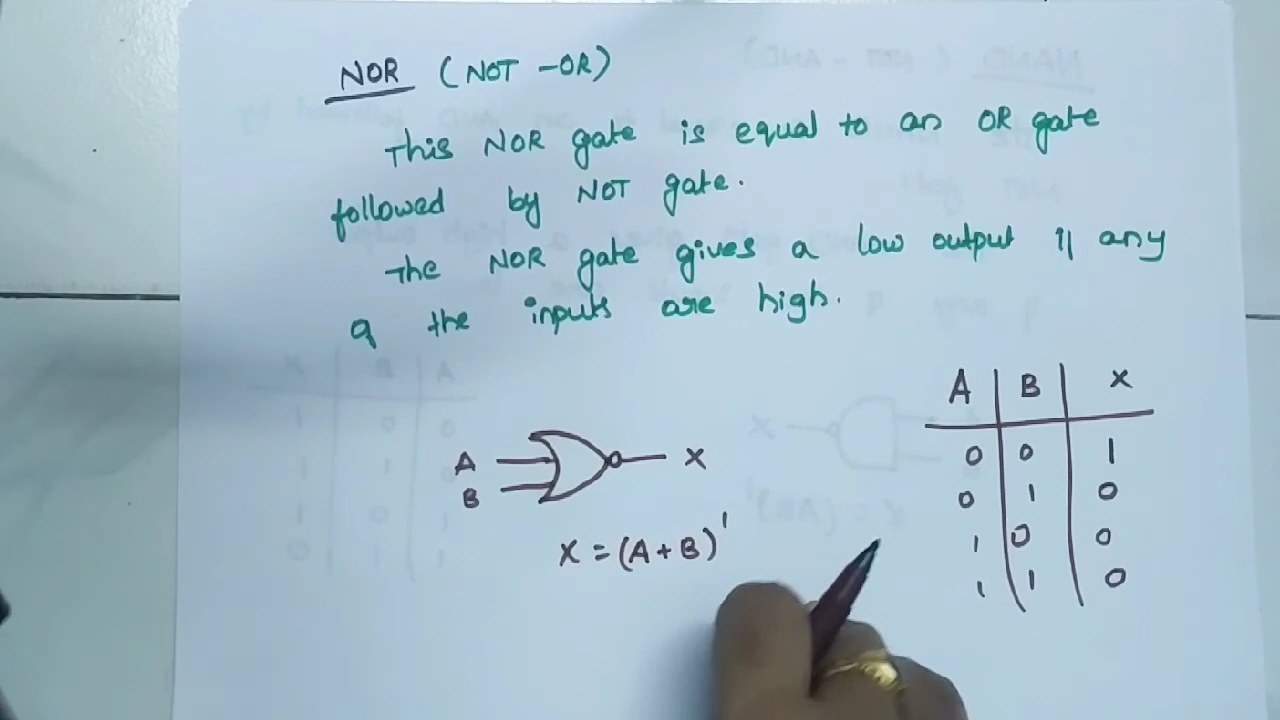 NOR (NOT -OR)
This NOR gate is equal to an OR gate
followed by NOT gate.
The NOR gate gives a low output if any
of the inputs are high.
A
B
X
X = (A+B)'
A B X
0 0 1
0 1 0
1 0 0
1 1 0